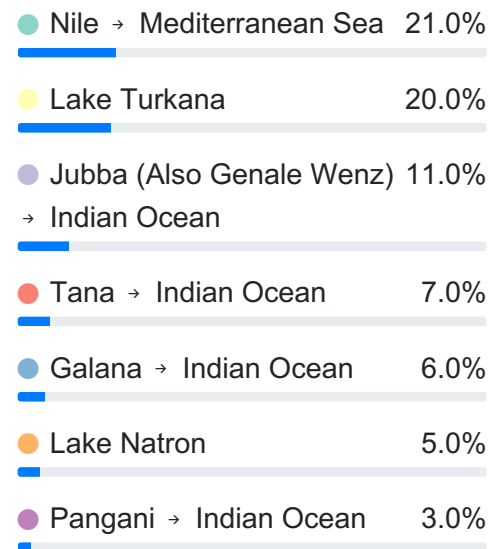 Nile → Mediterranean Sea 21.0%
Lake Turkana 20.0%
Jubba (Also Genale Wenz) 11.0%
→ Indian Ocean
Tana → Indian Ocean 7.0%
Galana → Indian Ocean 6.0%
Lake Natron 5.0%
Pangani → Indian Ocean 3.0%